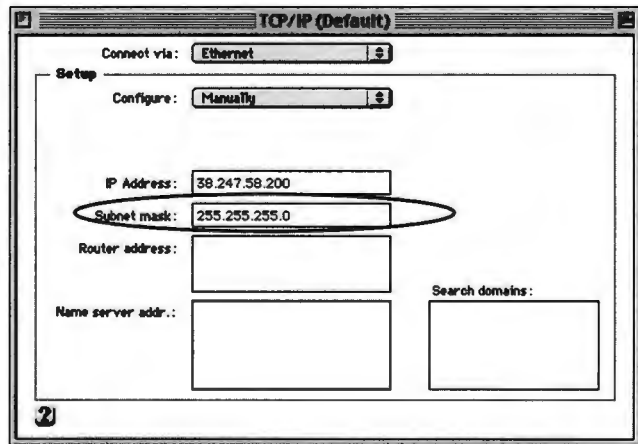 TCP/IP (Default)
Connect via: Ethernet
Setup
Configure: Manually
IP Address: 38.247.58.200
Subnet mask: 255.255.255.0
Router address:
Search domains:
Name server addr.:
?